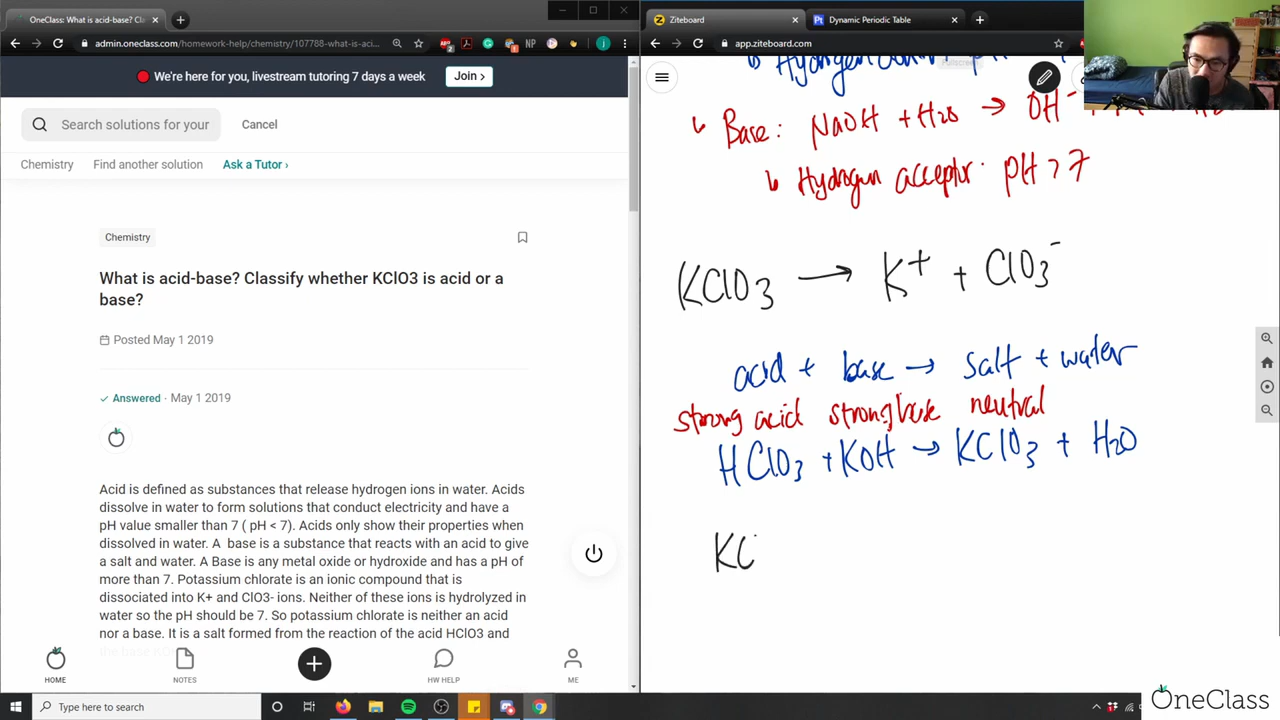 OneClass: What is acid-base? Cla
Ziteboard
Dynamic Periodic Table
admin.oneclass.com/homework-help/chemistry/107788-what-is-aci...
app.ziteboard.com
We're here for you, livestream tutoring 7 days a week
Join ›
Search solutions for your
Cancel
Chemistry
Find another solution
Ask a Tutor ›
Chemistry
What is acid-base? Classify whether KClO3 is acid or a
base?
Posted May 1 2019
Answered · May 1 2019
Acid is defined as substances that release hydrogen ions in water. Acids
dissolve in water to form solutions that conduct electricity and have a
pH value smaller than 7 ( pH < 7). Acids only show their properties when
dissolved in water. A  base is a substance that reacts with an acid to give
a salt and water. A Base is any metal oxide or hydroxide and has a pH of
more than 7. Potassium chlorate is an ionic compound that is
dissociated into K+ and ClO3- ions. Neither of these ions is hydrolyzed in
water so the pH should be 7. So potassium chlorate is neither an acid
nor a base. It is a salt formed from the reaction of the acid HClO3 and
HOME
NOTES
HW HELP
ME
Hydrogen
↳ Base: NaOH + H2O → OH-
↳ Hydrogen acceptor. pH > 7
KClO3 → K+ + ClO3-
acid + base → salt + water
strong acid strong base neutral
HClO3 + KOH → KClO3 + H2O
KC
Type here to search
OneClass